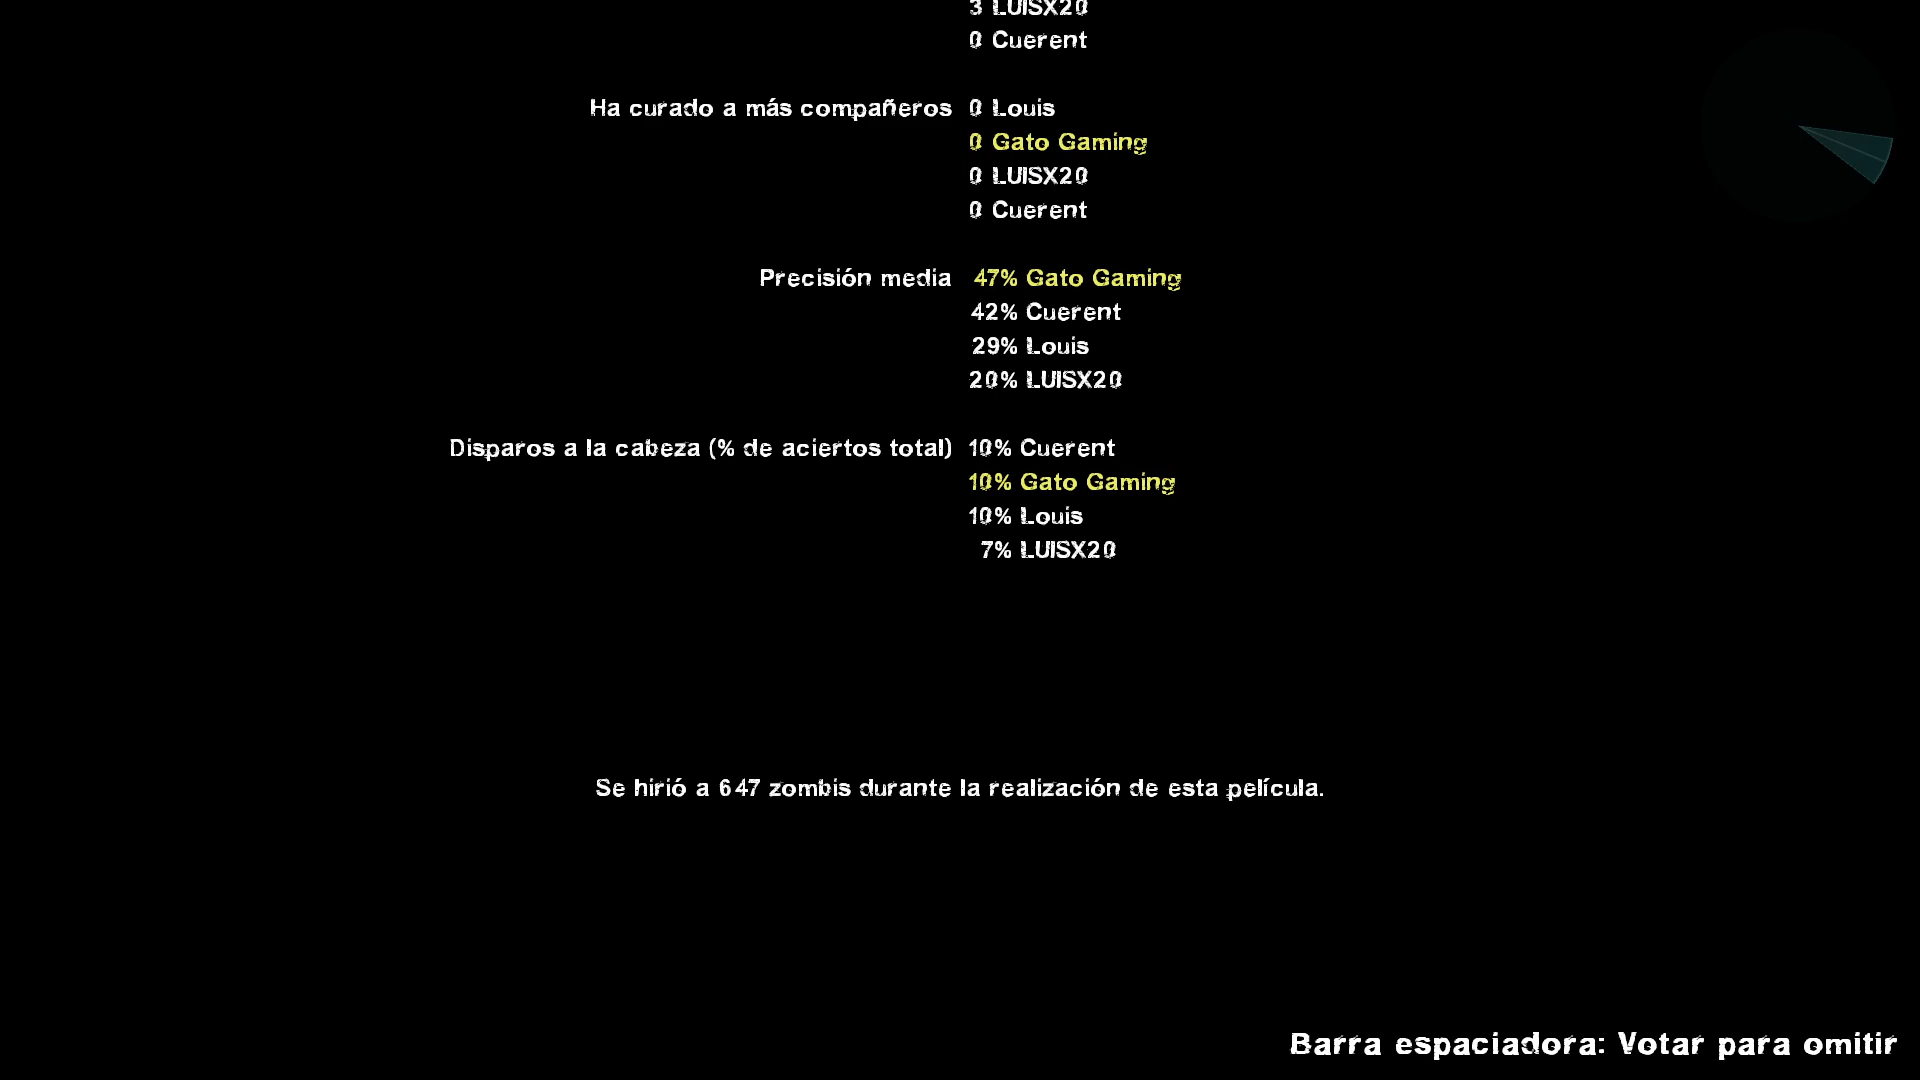 3 LUISX20
0 Cuerent
Ha curado a más compañeros 0 Louis
0 Gato Gaming
0 LUISX20
0 Cuerent
Precisión media 47% Gato Gaming
42% Cuerent
29% Louis
20% LUISX20
Disparos a la cabeza (% de aciertos total) 10% Cuerent
10% Gato Gaming
10% Louis
7% LUISX20
Se hirió a 647 zombis durante la realización de esta película.
Barra espaciadora: Votar para omitir